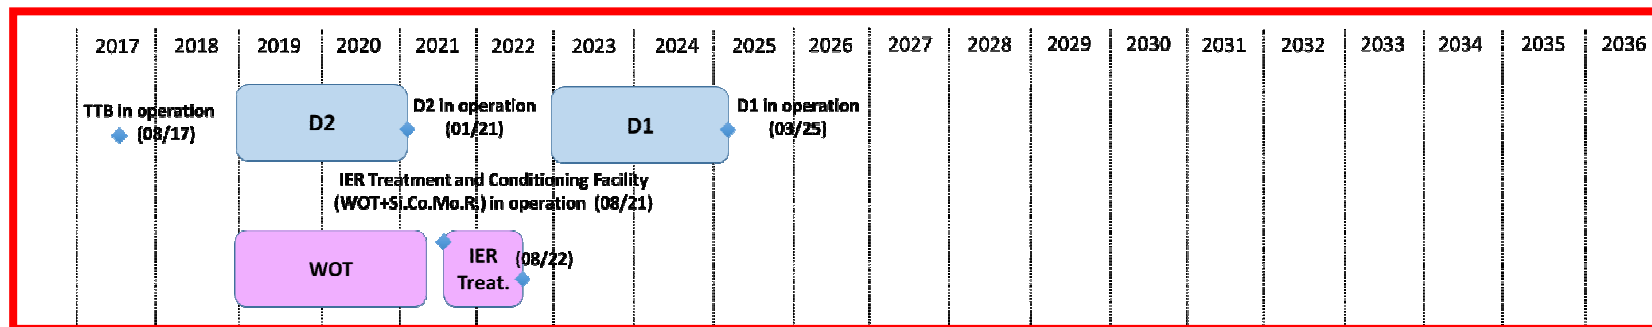 2017 2018 2019 2020 2021 2022 2023 2024 2025 2026 2027 2028 2029 2030 2031 2032 2033 2034 2035 2036
TTB in operation
(08/17)
D2
D2 in operation
(01/21)
D1
D1 in operation
(03/25)
IER Treatment and Conditioning Facility
(WOT+Si.Co.Mo.R.) in operation (08/21)
WOT
IER
Treat.
(08/22)